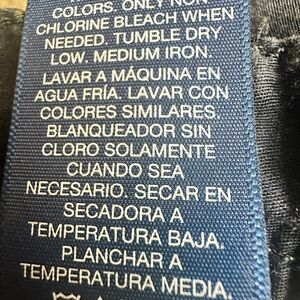 COLORS. ONLY NON
CHLORINE BLEACH WHEN
NEEDED. TUMBLE DRY
LOW. MEDIUM IRON.
LAVAR A MÁQUINA EN
AGUA FRÍA. LAVAR CON
COLORES SIMILARES.
BLANQUEADOR SIN
CLORO SOLAMENTE
CUANDO SEA
NECESARIO. SECAR EN
SECADORA A
TEMPERATURA BAJA.
PLANCHAR A
TEMPERATURA MEDIA